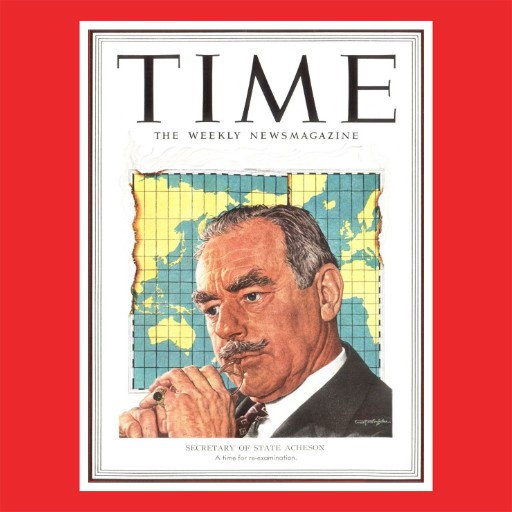 TIME
THE WEEKLY NEWSMAGAZINE
SECRETARY OF STATE ACHESON
A time for re-examination.